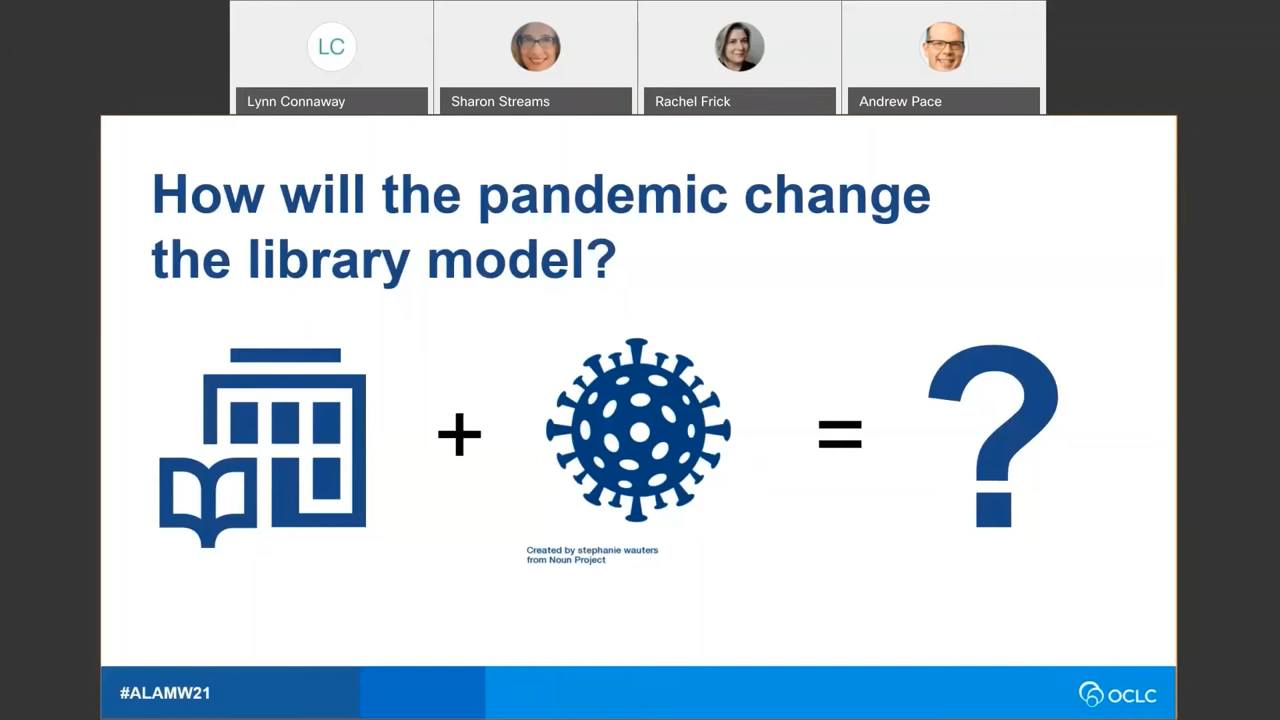 LC
Lynn Connaway
Sharon Streams
Rachel Frick
Andrew Pace
How will the pandemic change
the library model?
+
=
?
Created by stephanie wauters
from Noun Project
#ALAMW21
OCLC